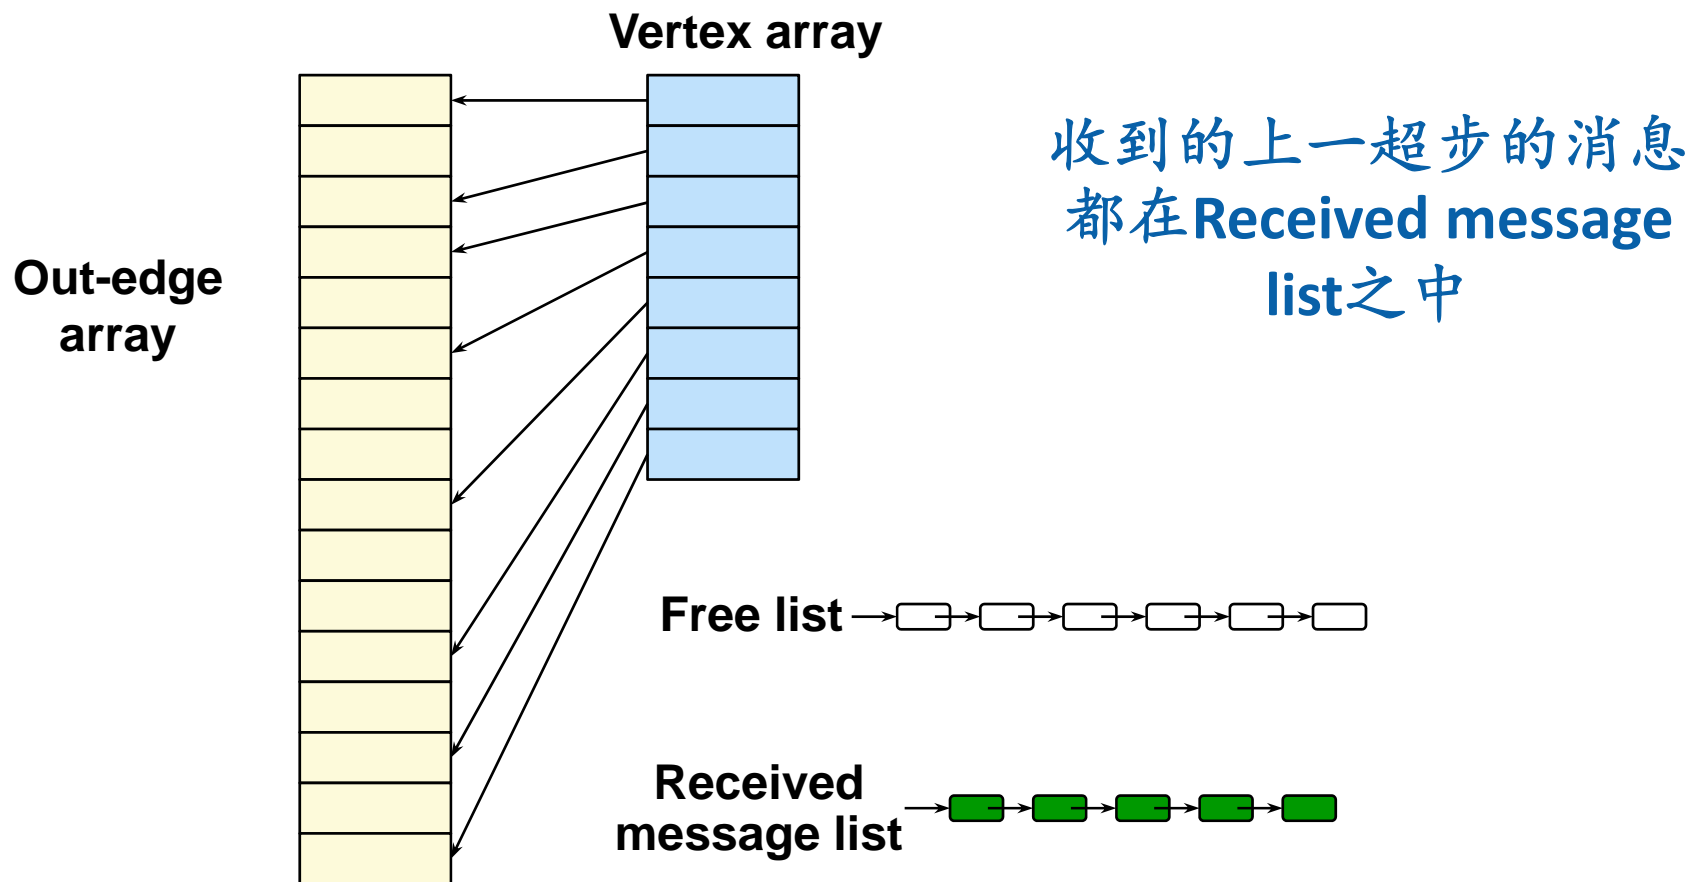 Vertex array
收到的上一超步的消息
都在Received message
list之中
Out-edge
array
Free list
Received
message list